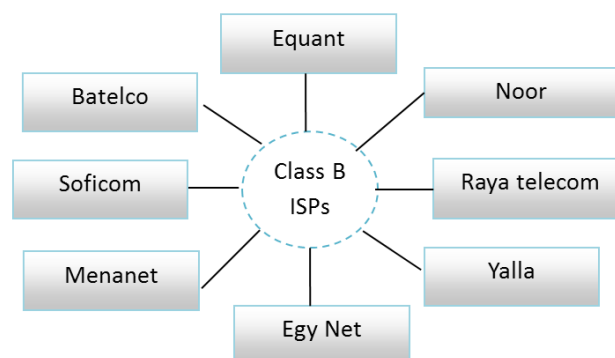 Equant
Batelco
Noor
Class B
ISPs
Soficom
Raya telecom
Menanet
Yalla
Egy Net